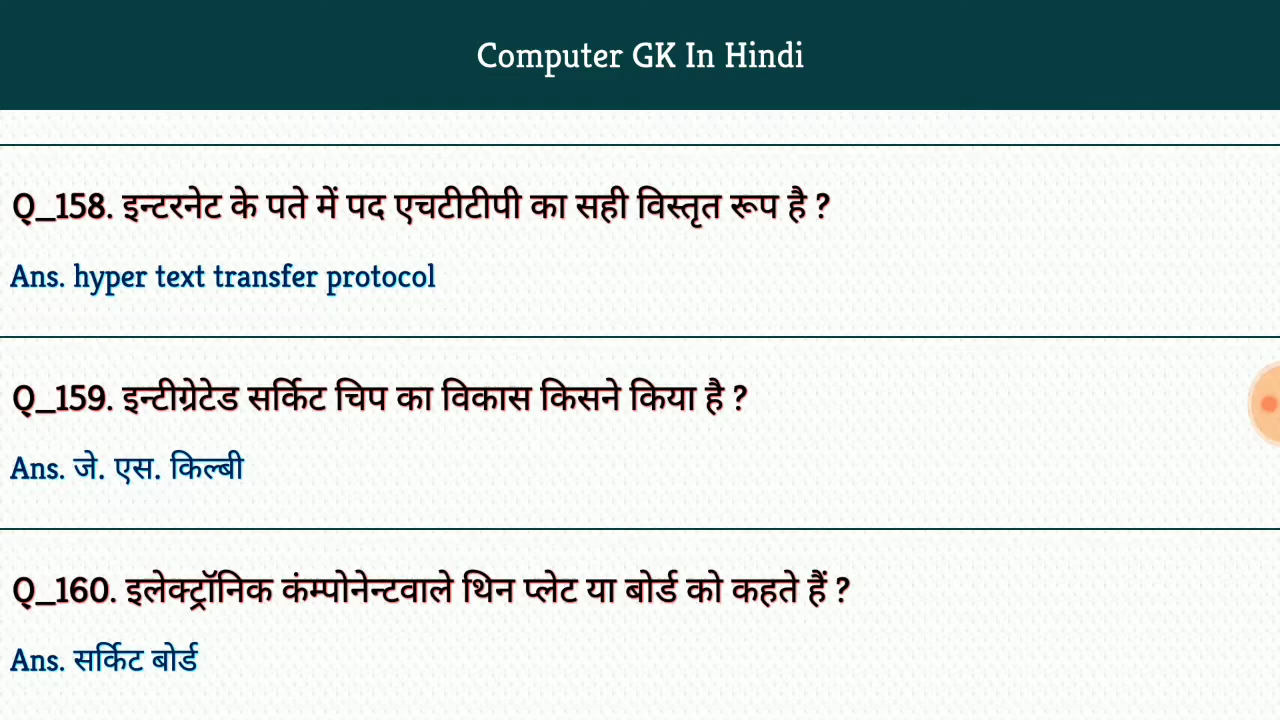 Computer GK In Hindi
Q_158. इन्टरनेट के पते में पद एचटीटीपी का सही विस्तृत रूप है ?
Ans. hyper text transfer protocol
Q_159. इन्टीग्रेटेड सर्किट चिप का विकास किसने किया है ?
Ans. जे. एस. किल्बी
Q_160. इलेक्ट्रॉनिक कंम्पोनेन्टवाले थिन प्लेट या बोर्ड को कहते हैं ?
Ans. सर्किट बोर्ड